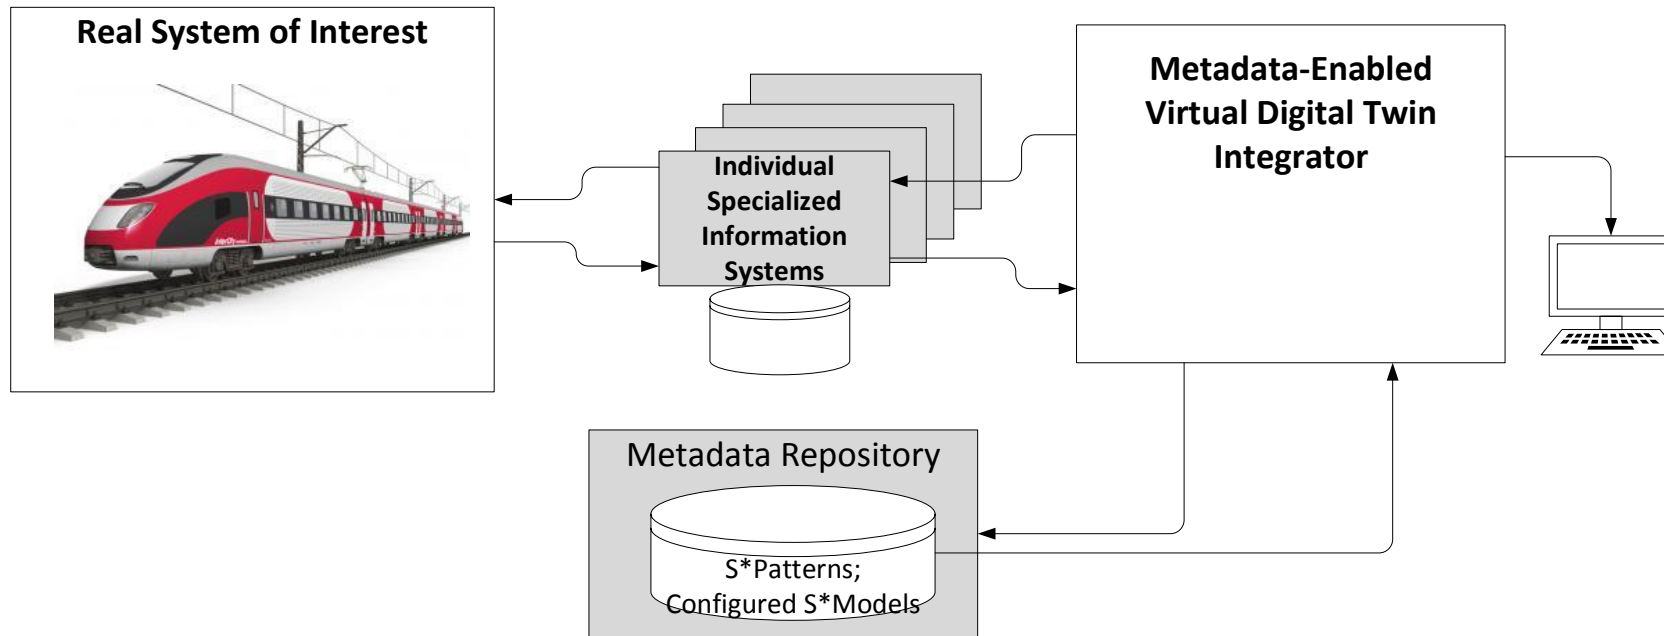 Real System of Interest
Individual
Specialized
Information
Systems
Metadata-Enabled
Virtual Digital Twin
Integrator
InterCity
Metadata Repository
S*Patterns;
Configured S*Models